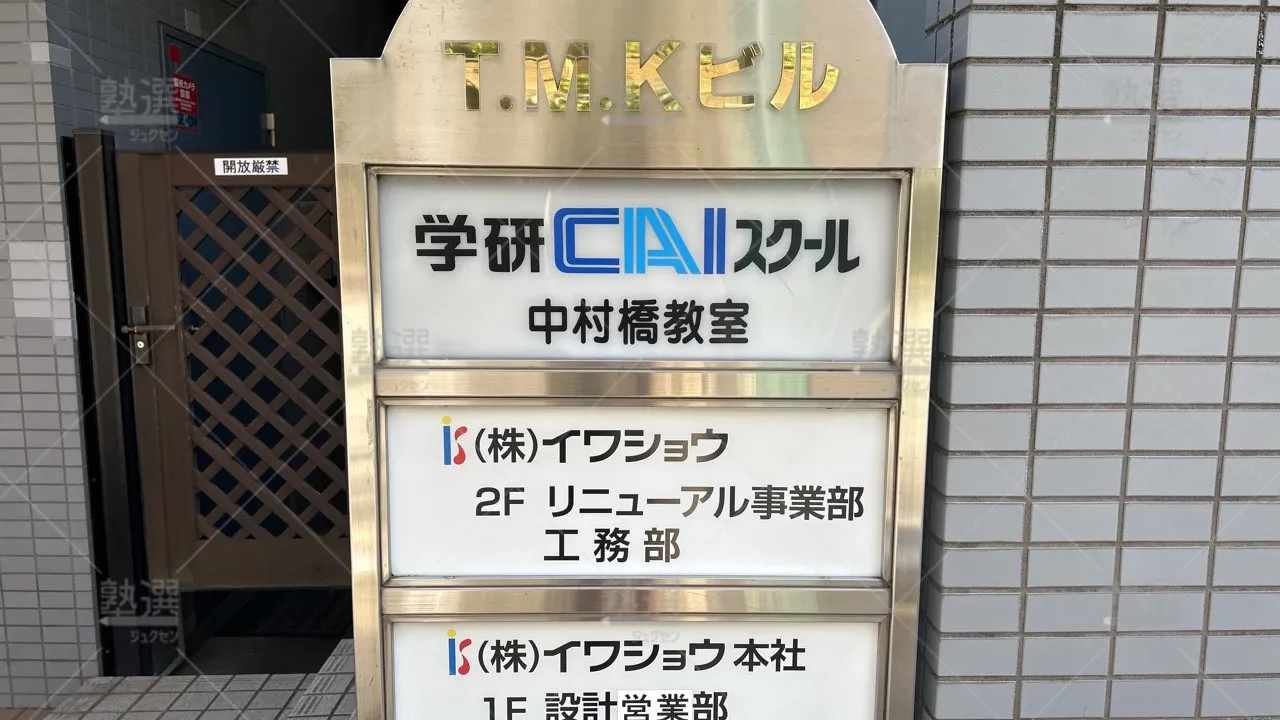 T.M.Kビル
開放厳禁
学研CAIスクール
中村橋教室
is(株)イワショウ
2F リニューアル事業部
工務部
is(株)イワショウ本社
1F 設計営業部
塾選
ジュクセン